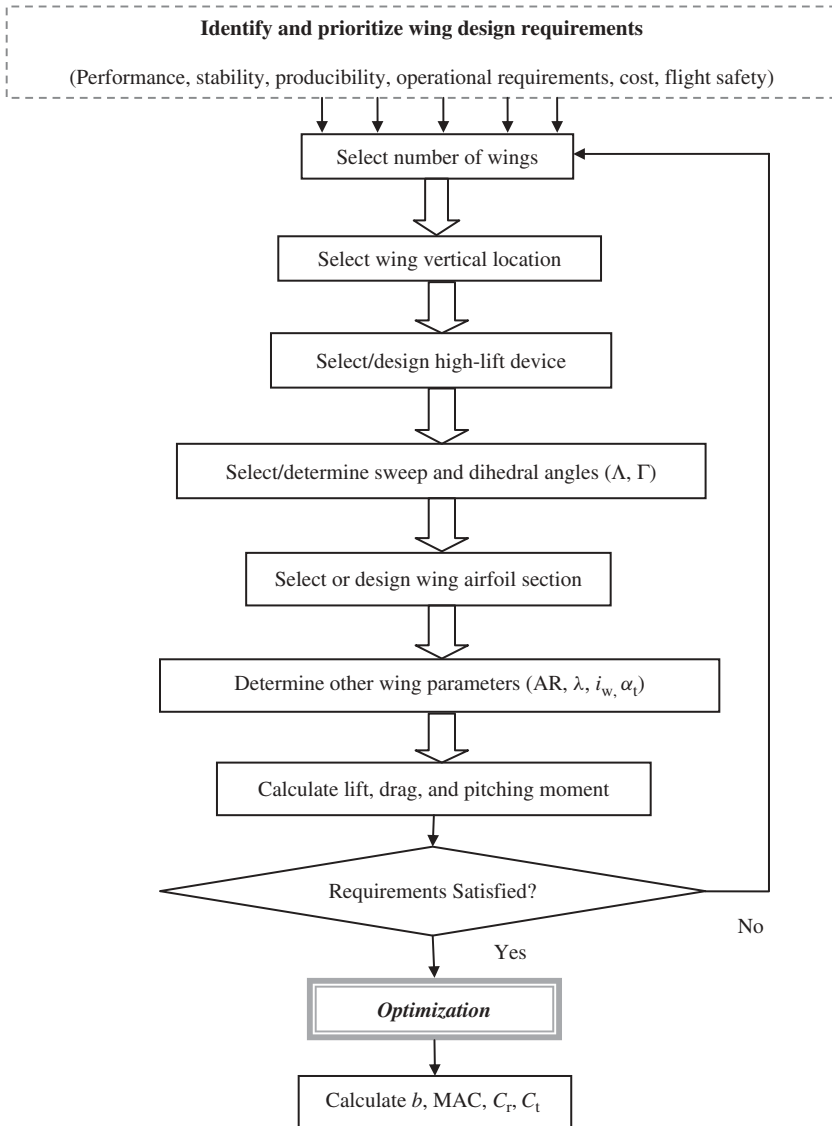 Identify and prioritize wing design requirements
(Performance, stability, producibility, operational requirements, cost, flight safety)
Select number of wings
Select wing vertical location
Select/design high-lift device
Select/determine sweep and dihedral angles (Λ, Γ)
Select or design wing airfoil section
Determine other wing parameters (AR, λ, i_w, α_t)
Calculate lift, drag, and pitching moment
Requirements Satisfied?
No
Yes
Optimization
Calculate b, MAC, C_r, C_t